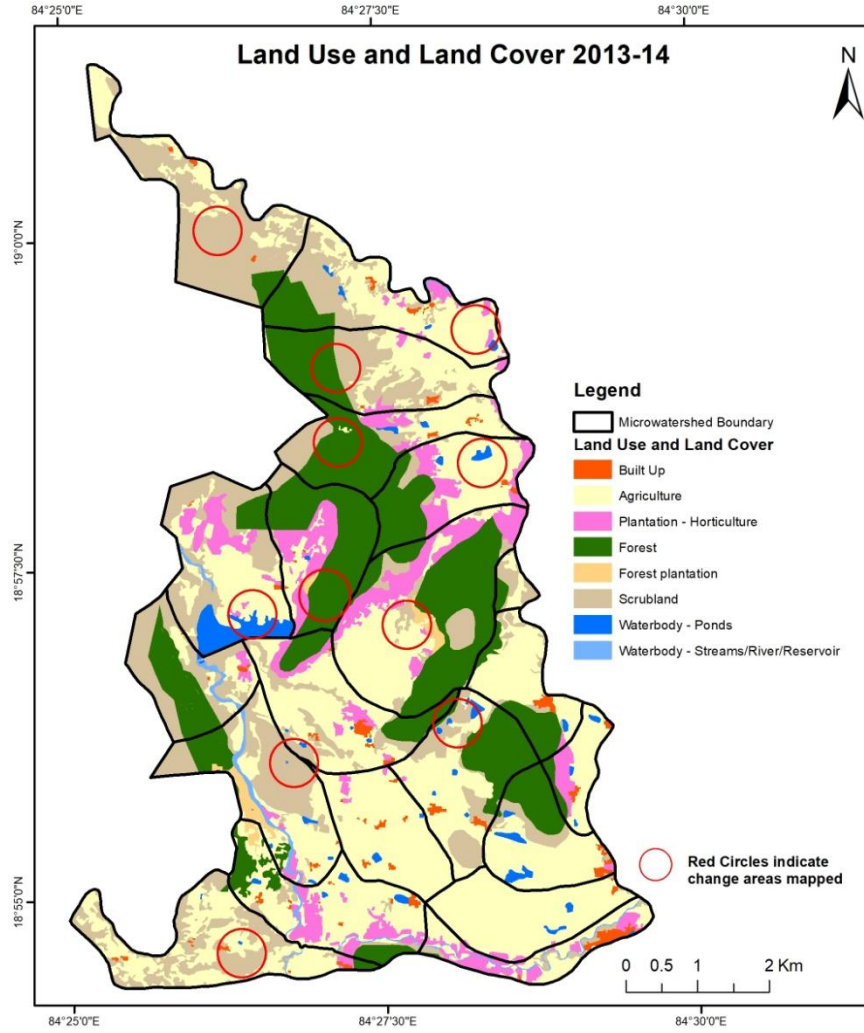 84°25'0"E 84°27'30"E 84°30'0"E
Land Use and Land Cover 2013-14
N
19°0'0"N
Legend
Microwatershed Boundary
Land Use and Land Cover
Built Up
Agriculture
Plantation - Horticulture
Forest
Forest plantation
Scrubland
Waterbody - Ponds
Waterbody - Streams/River/Reservoir
18°57'30"N
Red Circles indicate
change areas mapped
18°55'0"N
0 0.5 1 2 Km
84°25'0"E 84°27'30"E 84°30'0"E